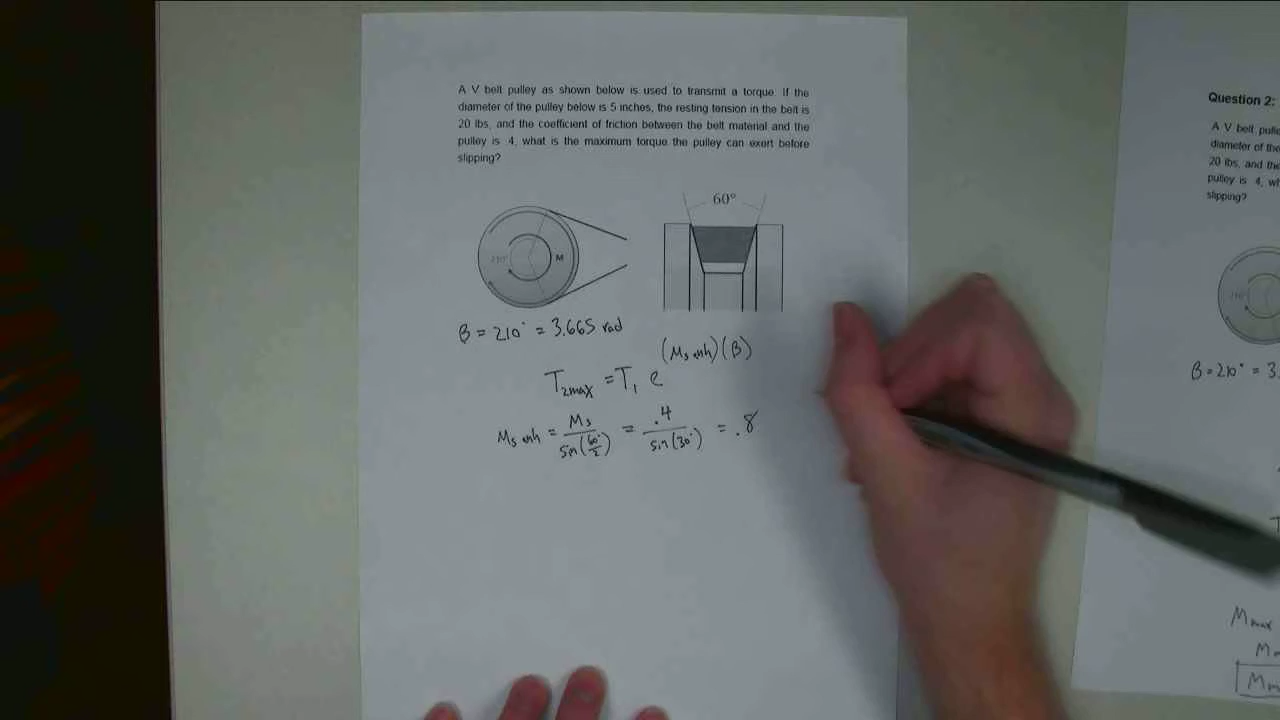 A V belt pulley as shown below is used to transmit a torque. If the
diameter of the pulley below is 5 inches, the resting tension in the belt is
20 lbs, and the coefficient of friction between the belt material and the
pulley is .4, what is the maximum torque the pulley can exert before
slipping?
60°
210° M
β = 210° = 3.665 rad
T₂max = T₁ e^(μs enh)(β)
μs enh = μs / sin(60°/2) = .4 / sin(30°) = .8
Question 2:
A V belt pulle
diameter of the
20 lbs, and the
pulley is .4, wh
slipping?
210°
β = 210° = 3.
T
Mmax
Mm
Mm